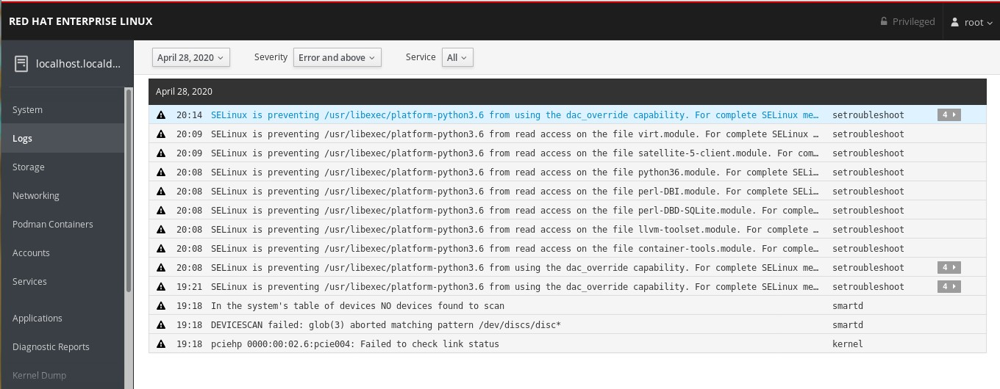 RED HAT ENTERPRISE LINUX Privileged root
localhost.locald...
April 28, 2020 Severity Error and above Service All
System
Logs
Storage
Networking
Podman Containers
Accounts
Services
Applications
Diagnostic Reports
Kernel Dump
April 28, 2020
20:14 SELinux is preventing /usr/libexec/platform-python3.6 from using the dac_override capability. For complete SELinux me… setroubleshoot 4
20:09 SELinux is preventing /usr/libexec/platform-python3.6 from read access on the file virt.module. For complete SELinux … setroubleshoot
20:09 SELinux is preventing /usr/libexec/platform-python3.6 from read access on the file satellite-5-client.module. For com… setroubleshoot
20:08 SELinux is preventing /usr/libexec/platform-python3.6 from read access on the file python36.module. For complete SELi… setroubleshoot
20:08 SELinux is preventing /usr/libexec/platform-python3.6 from read access on the file perl-DBI.module. For complete SELi… setroubleshoot
20:08 SELinux is preventing /usr/libexec/platform-python3.6 from read access on the file perl-DBD-SQLite.module. For comple… setroubleshoot
20:08 SELinux is preventing /usr/libexec/platform-python3.6 from read access on the file llvm-toolset.module. For complete … setroubleshoot
20:08 SELinux is preventing /usr/libexec/platform-python3.6 from read access on the file container-tools.module. For comple… setroubleshoot
20:08 SELinux is preventing /usr/libexec/platform-python3.6 from using the dac_override capability. For complete SELinux me… setroubleshoot 4
19:21 SELinux is preventing /usr/libexec/platform-python3.6 from using the dac_override capability. For complete SELinux me… setroubleshoot 4
19:18 In the system's table of devices NO devices found to scan smartd
19:18 DEVICESCAN failed: glob(3) aborted matching pattern /dev/discs/disc* smartd
19:18 pciehp 0000:00:02.6:pcie004: Failed to check link status kernel